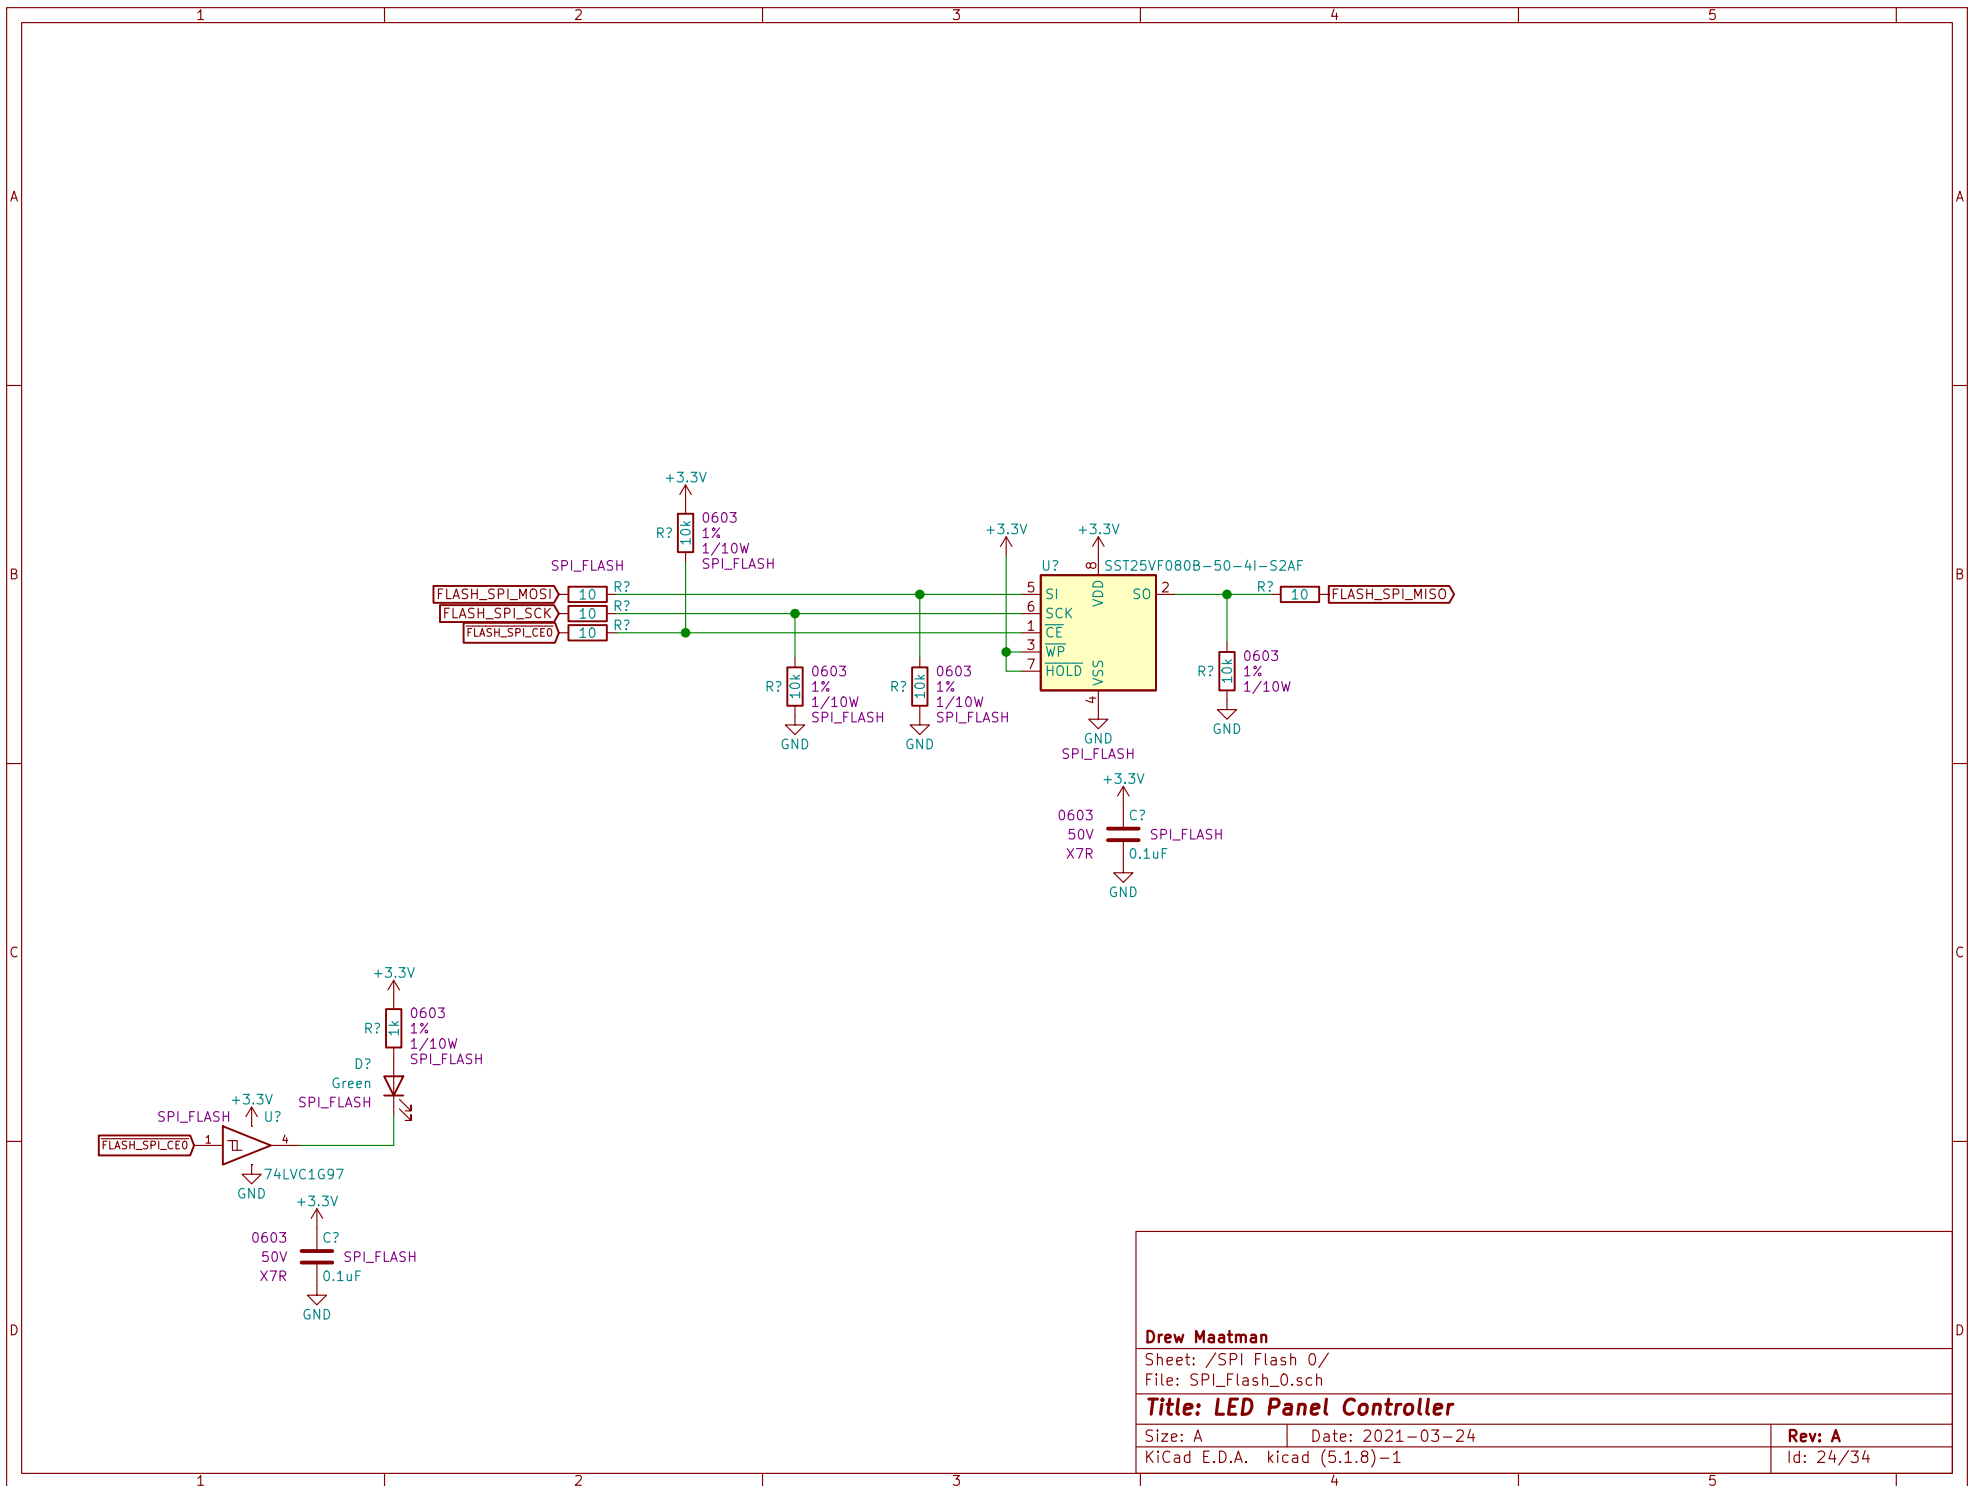 1 2 3 4 5
A A
B B
C C
D D
+3.3V
R? 10k
0603
1%
1/10W
SPI_FLASH
SPI_FLASH
FLASH_SPI_MOSI 10 R?
FLASH_SPI_SCK 10 R?
FLASH_SPI_CE0 10 R?
R? 10k
0603
1%
1/10W
SPI_FLASH
GND
R? 10k
0603
1%
1/10W
SPI_FLASH
GND
+3.3V
+3.3V
U? 8 SST25VF080B-50-4I-S2AF
VDD
5 SI
6 SCK
1 CE
3 WP
7 HOLD
SO 2
VSS
4
GND
SPI_FLASH
R? 10 FLASH_SPI_MISO
R? 10k
0603
1%
1/10W
GND
+3.3V
0603 C?
50V SPI_FLASH
X7R 0.1uF
GND
+3.3V
R? 1k
0603
1%
1/10W
SPI_FLASH
D?
Green
SPI_FLASH
+3.3V
SPI_FLASH U?
FLASH_SPI_CE0 1 4
74LVC1G97
GND
+3.3V
0603 C?
50V SPI_FLASH
X7R 0.1uF
GND
Drew Maatman
Sheet: /SPI Flash 0/
File: SPI_Flash_0.sch
Title: LED Panel Controller
Size: A Date: 2021-03-24 Rev: A
KiCad E.D.A. kicad (5.1.8)-1 Id: 24/34
1 2 3 4 5